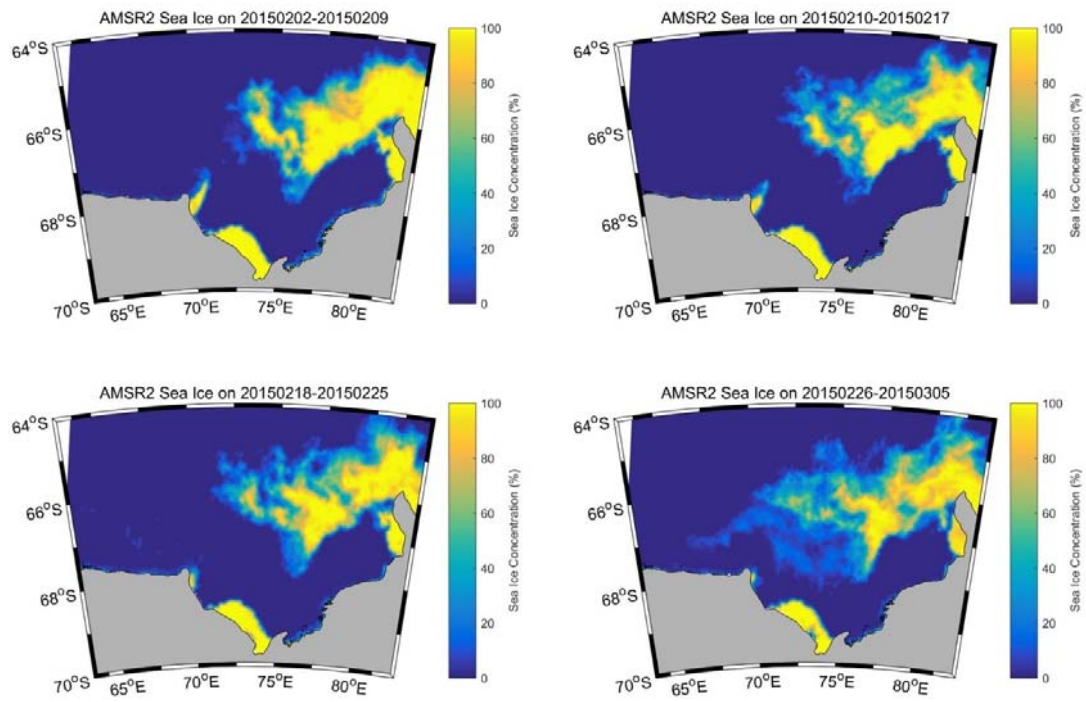 AMSR2 Sea Ice on 20150202-20150209
64°S
66°S
68°S
70°S
65°E
70°E
75°E
80°E
100
80
60
40
20
0
Sea Ice Concentration (%)
AMSR2 Sea Ice on 20150210-20150217
64°S
66°S
68°S
70°S
65°E
70°E
75°E
80°E
100
80
60
40
20
0
Sea Ice Concentration (%)
AMSR2 Sea Ice on 20150218-20150225
64°S
66°S
68°S
70°S
65°E
70°E
75°E
80°E
100
80
60
40
20
0
Sea Ice Concentration (%)
AMSR2 Sea Ice on 20150226-20150305
64°S
66°S
68°S
70°S
65°E
70°E
75°E
80°E
100
80
60
40
20
0
Sea Ice Concentration (%)